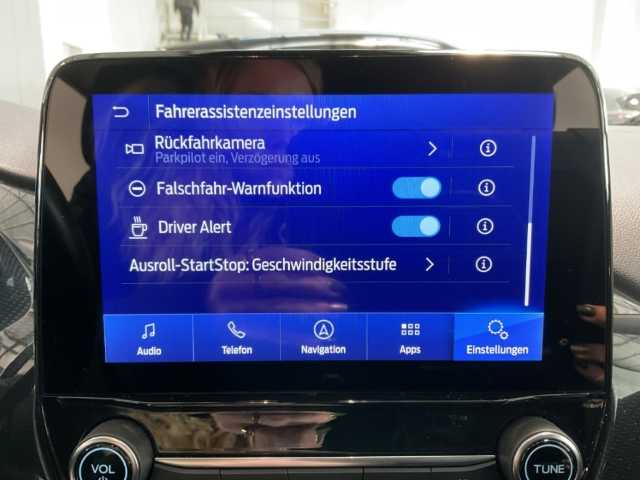 Fahrerassistenzeinstellungen
Rückfahrkamera
Parkpilot ein, Verzögerung aus
Falschfahr-Warnfunktion
Driver Alert
Ausroll-StartStop: Geschwindigkeitsstufe
Audio
Telefon
Navigation
Apps
Einstellungen
VOL
TUNE